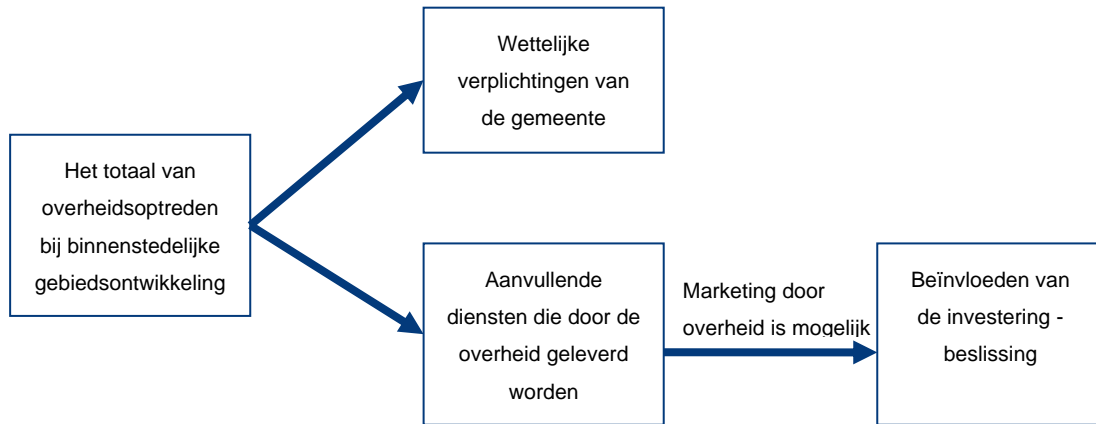 Wettelijke
verplichtingen van
de gemeente
Het totaal van
overheidsoptreden
bij binnenstedelijke
gebiedsontwikkeling
Aanvullende
diensten die door de
overheid geleverd
worden
Marketing door
overheid is mogelijk
Beïnvloeden van
de investering -
beslissing